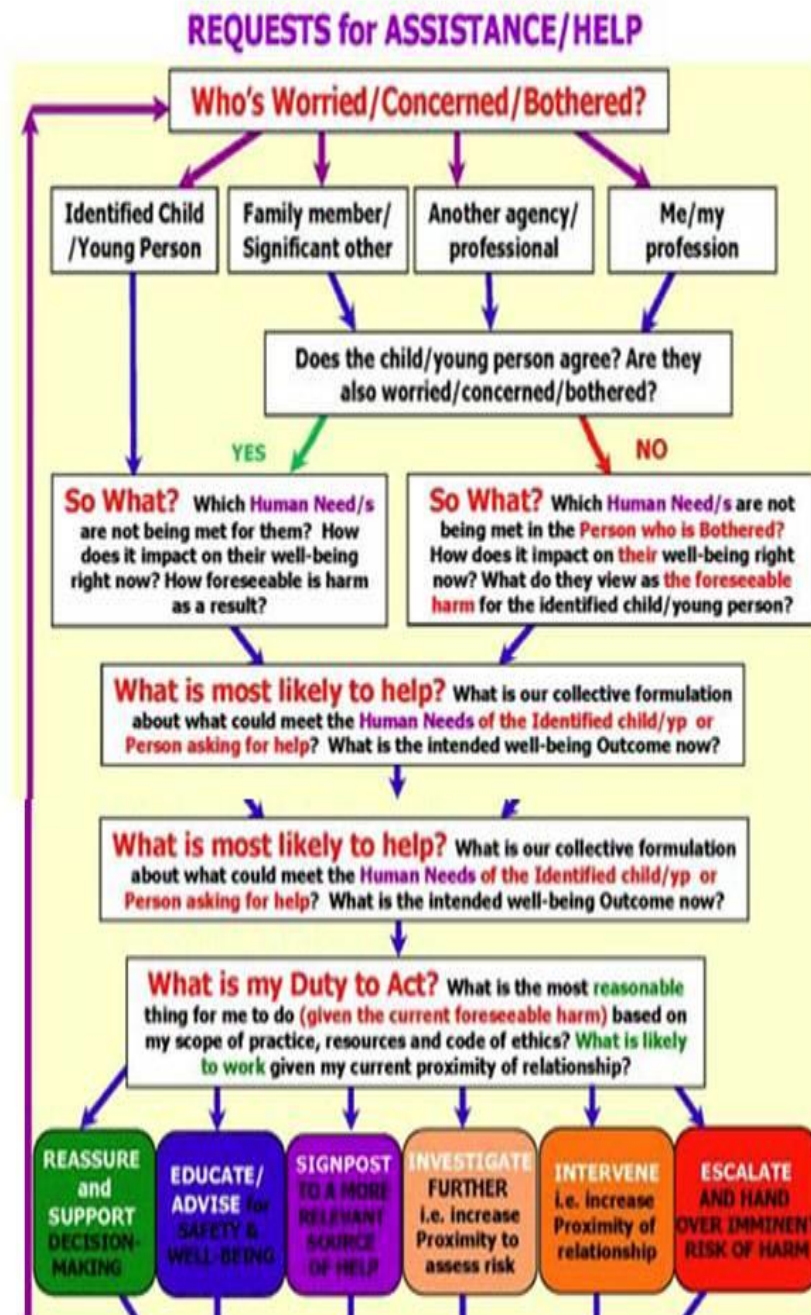 REQUESTS for ASSISTANCE/HELP
Who's Worried/Concerned/Bothered?
Identified Child
/Young Person
Family member/
Significant other
Another agency/
professional
Me/my
profession
Does the child/young person agree? Are they
also worried/concerned/bothered?
YES
NO
So What? Which Human Need/s
are not being met for them? How
does it impact on their well-being
right now? How foreseeable is harm
as a result?
So What? Which Human Need/s are not
being met in the Person who is Bothered?
How does it impact on their well-being right
now? What do they view as the foreseeable
harm for the identified child/young person?
What is most likely to help? What is our collective formulation
about what could meet the Human Needs of the Identified child/yp or
Person asking for help? What is the intended well-being Outcome now?
What is most likely to help? What is our collective formulation
about what could meet the Human Needs of the Identified child/yp or
Person asking for help? What is the intended well-being Outcome now?
What is my Duty to Act? What is the most reasonable
thing for me to do (given the current foreseeable harm) based on
my scope of practice, resources and code of ethics? What is likely
to work given my current proximity of relationship?
REASSURE
and
SUPPORT
DECISION-
MAKING
EDUCATE/
ADVISE for
SAFETY &
WELL-BEING
SIGNPOST
TO A MORE
RELEVANT
SOURCE
OF HELP
INVESTIGATE
FURTHER
i.e. increase
Proximity to
assess risk
INTERVENE
i.e. increase
Proximity of
relationship
ESCALATE
AND HAND
OVER IMMINEN
RISK OF HARM